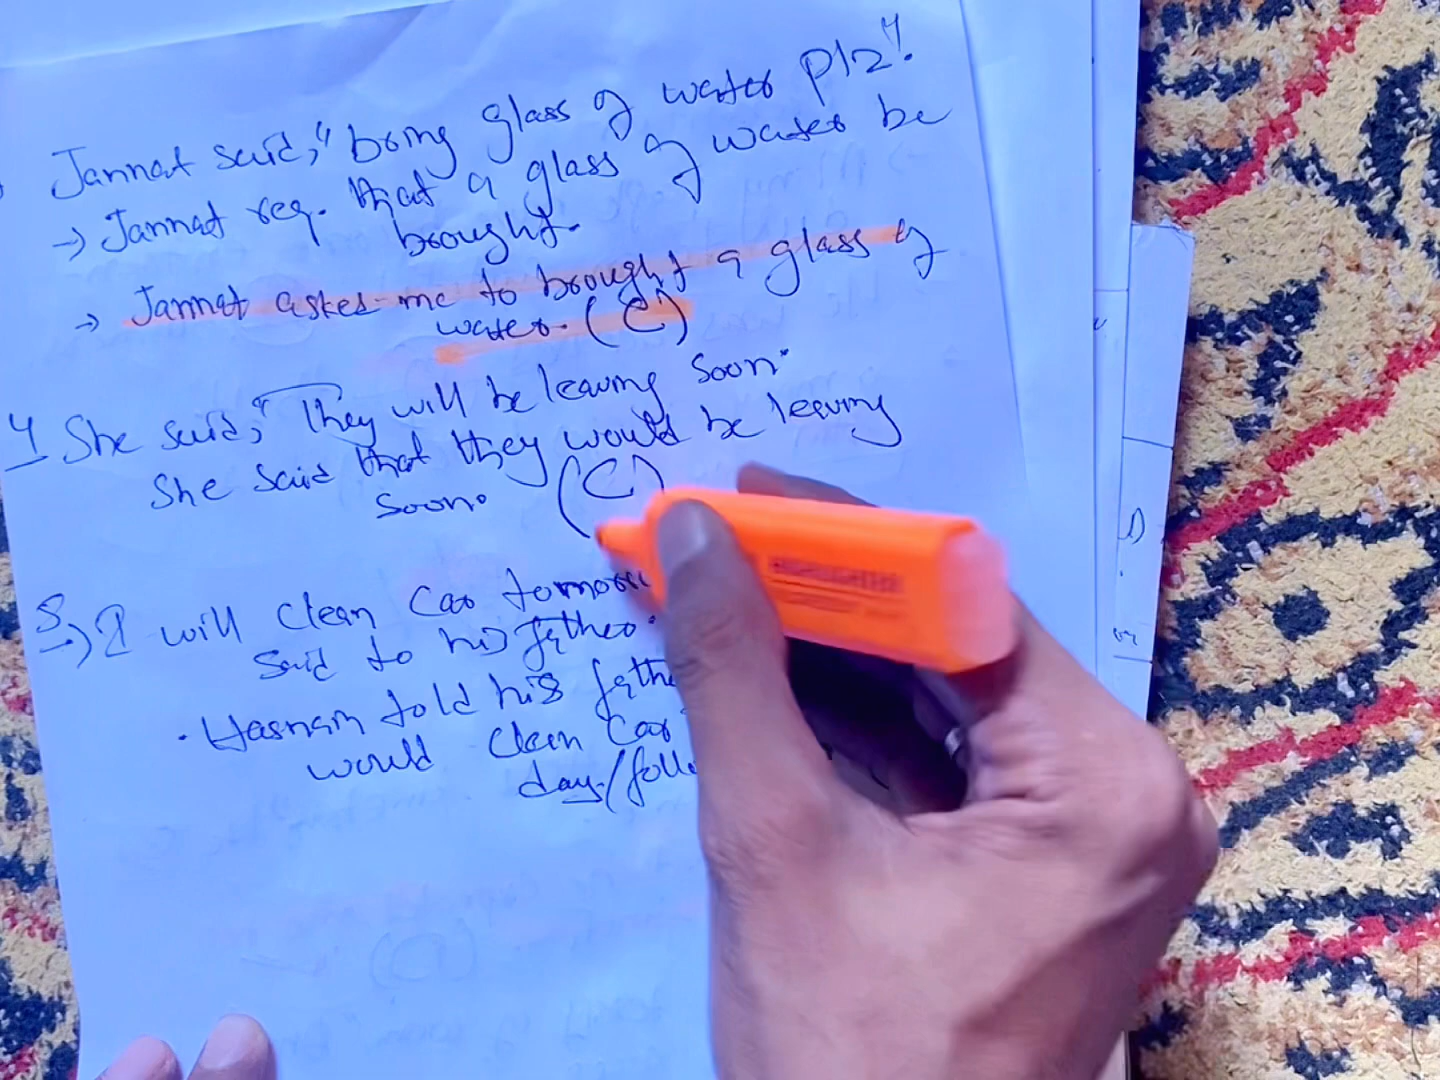 Jannat said," bring glass of water plz".
→ Jannat req. that a glass of water be
brought.
→ Jannat askes me to brought a glass of
water. (C)
4 She said," They will be leaving soon.
She said that they would be leaving
soon. (C)
5→ I will clean car
said to his father.
. Hasnain told his
would clean car
day/